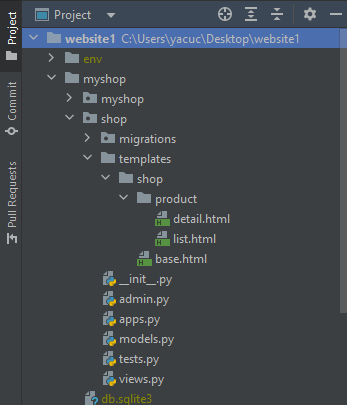 Project
Commit
Pull Requests
Project
website1 C:\Users\yacuc\Desktop\website1
env
myshop
myshop
shop
migrations
templates
shop
product
detail.html
list.html
base.html
__init__.py
admin.py
apps.py
models.py
tests.py
views.py
db.sqlite3